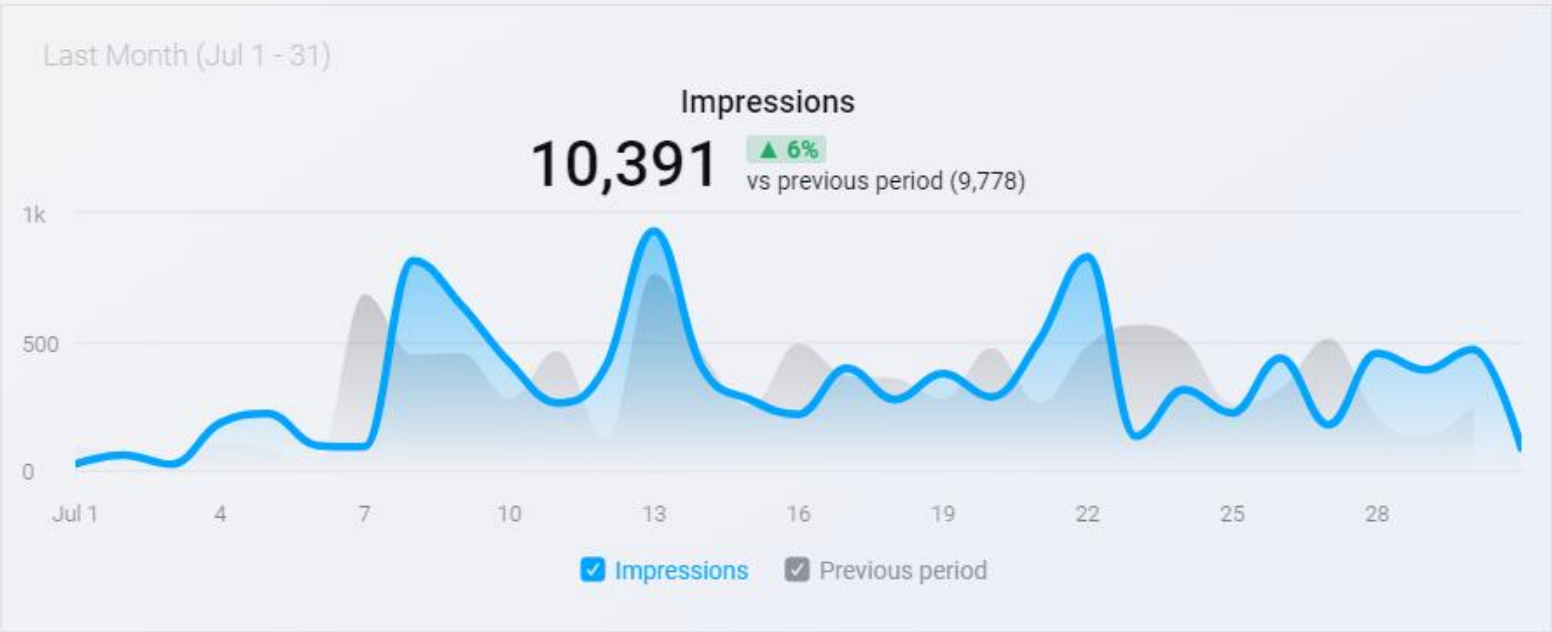 Last Month (Jul 1 - 31)
Impressions
10,391
▲ 6%
vs previous period (9,778)
1k
500
0
Jul 1 4 7 10 13 16 19 22 25 28
Impressions Previous period